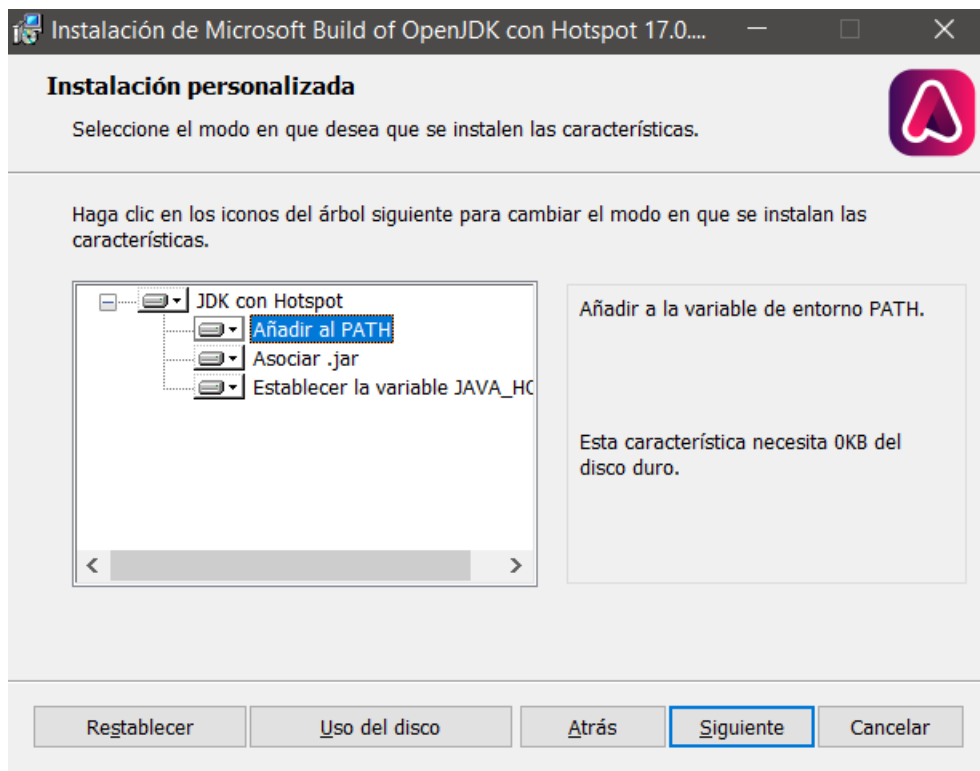 Instalación de Microsoft Build of OpenJDK con Hotspot 17.0....
Instalación personalizada
Seleccione el modo en que desea que se instalen las características.
Haga clic en los iconos del árbol siguiente para cambiar el modo en que se instalan las
características.
JDK con Hotspot
Añadir al PATH
Asociar .jar
Establecer la variable JAVA_HO
Añadir a la variable de entorno PATH.
Esta característica necesita 0KB del
disco duro.
Restablecer
Uso del disco
Atrás
Siguiente
Cancelar